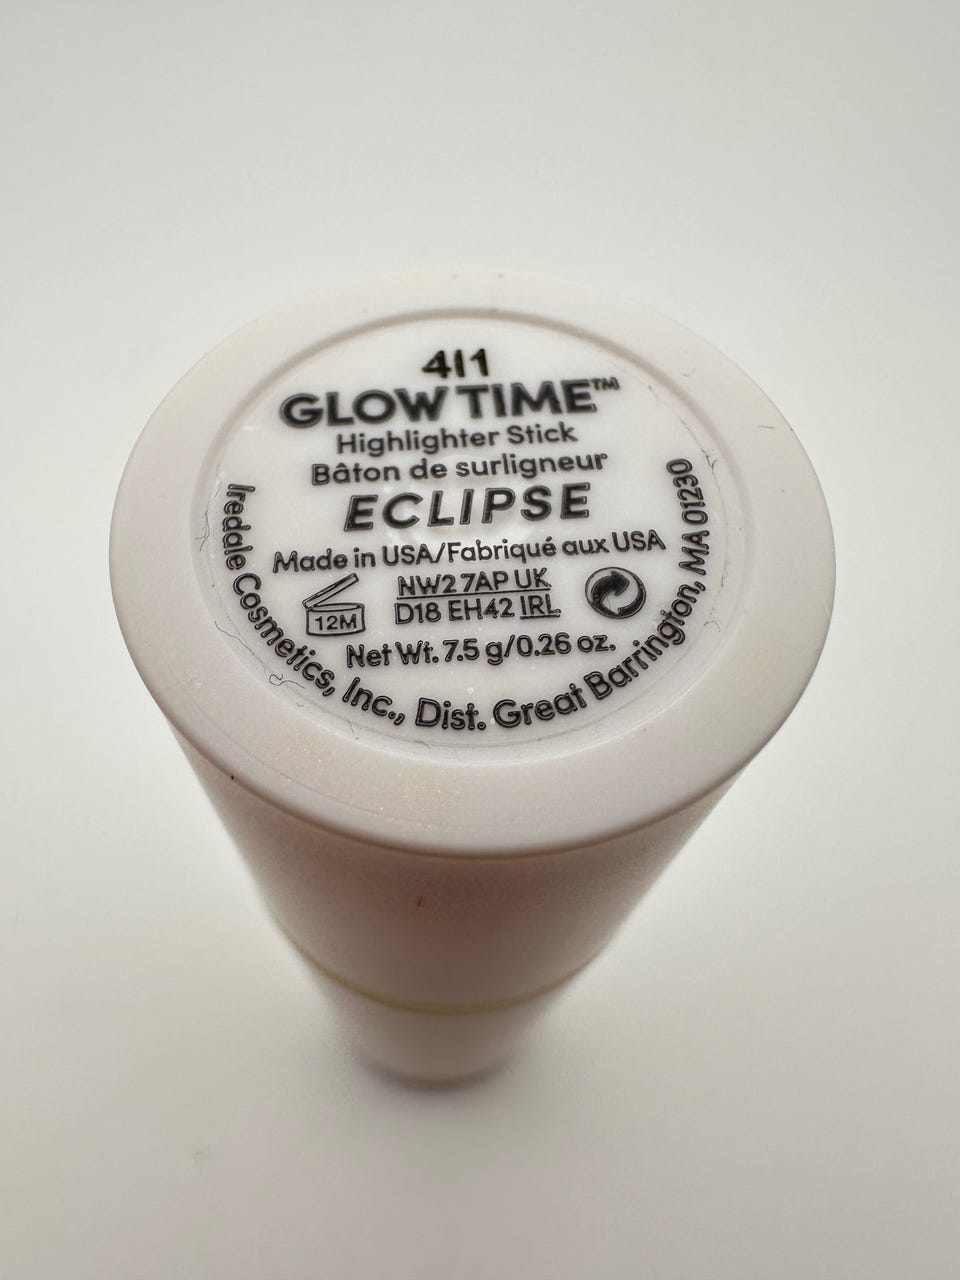 4I1
GLOW TIME™
Highlighter Stick
Bâton de surligneur
ECLIPSE
Made in USA/Fabriqué aux USA
12M
NW2 7AP UK
D18 EH42 IRL
Net Wt. 7.5 g/0.26 oz.
Iredale Cosmetics, Inc., Dist. Great Barrington, MA 01230